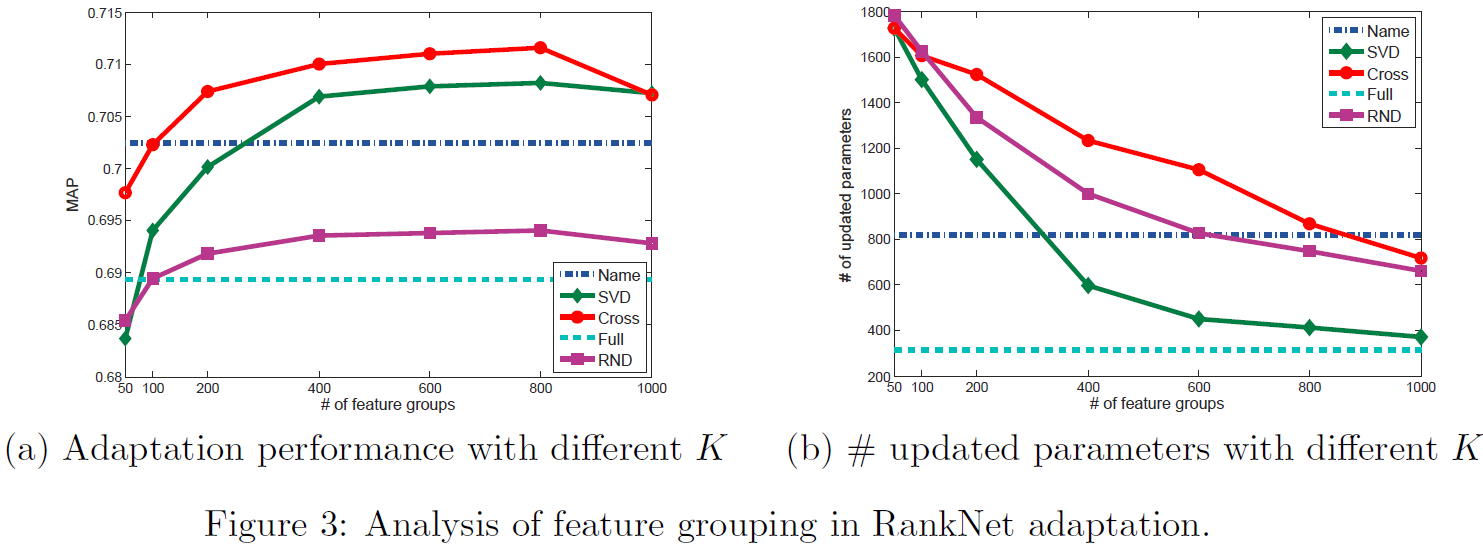 0.715
0.71
0.705
0.7
0.695
0.69
0.685
0.68
MAP
50 100 200 400 600 800 1000
# of feature groups
Name
SVD
Cross
Full
RND
1800
1600
1400
1200
1000
800
600
400
200
# of updated parameters
50 100 200 400 600 800 1000
# of feature groups
Name
SVD
Cross
Full
RND
(a) Adaptation performance with different K
(b) # updated parameters with different K
Figure 3: Analysis of feature grouping in RankNet adaptation.